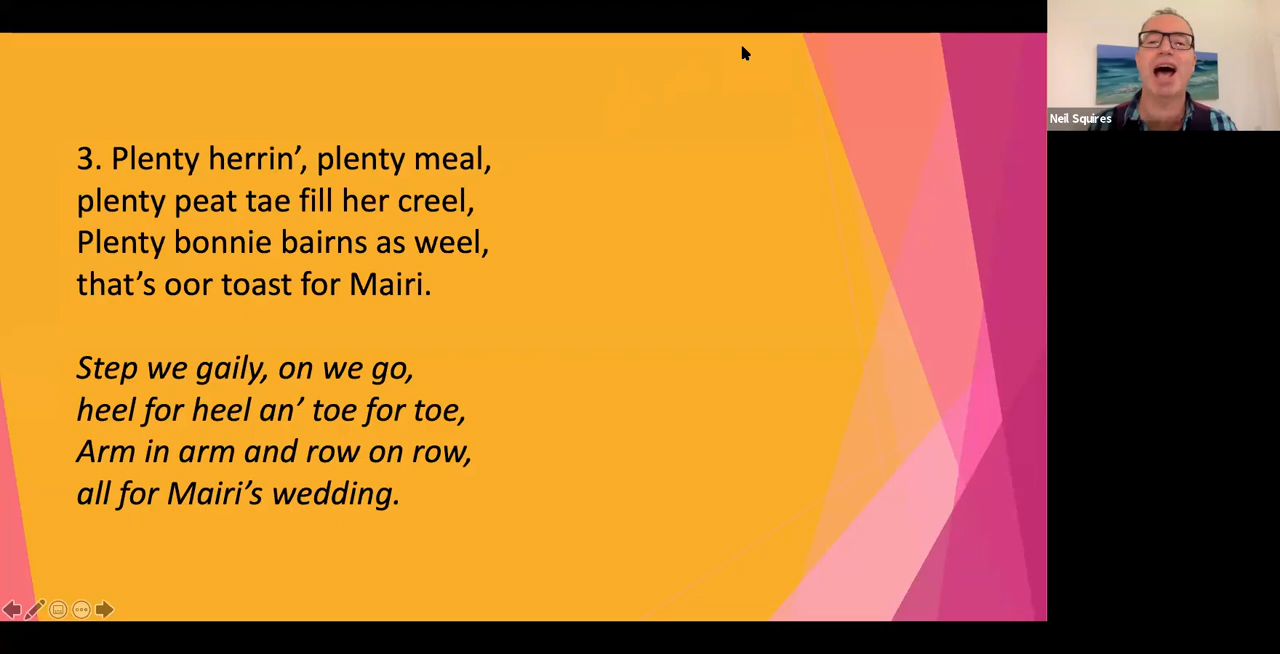 3. Plenty herrin’, plenty meal,
plenty peat tae fill her creel,
Plenty bonnie bairns as weel,
that’s oor toast for Mairi.
Step we gaily, on we go,
heel for heel an’ toe for toe,
Arm in arm and row on row,
all for Mairi’s wedding.
Neil Squires